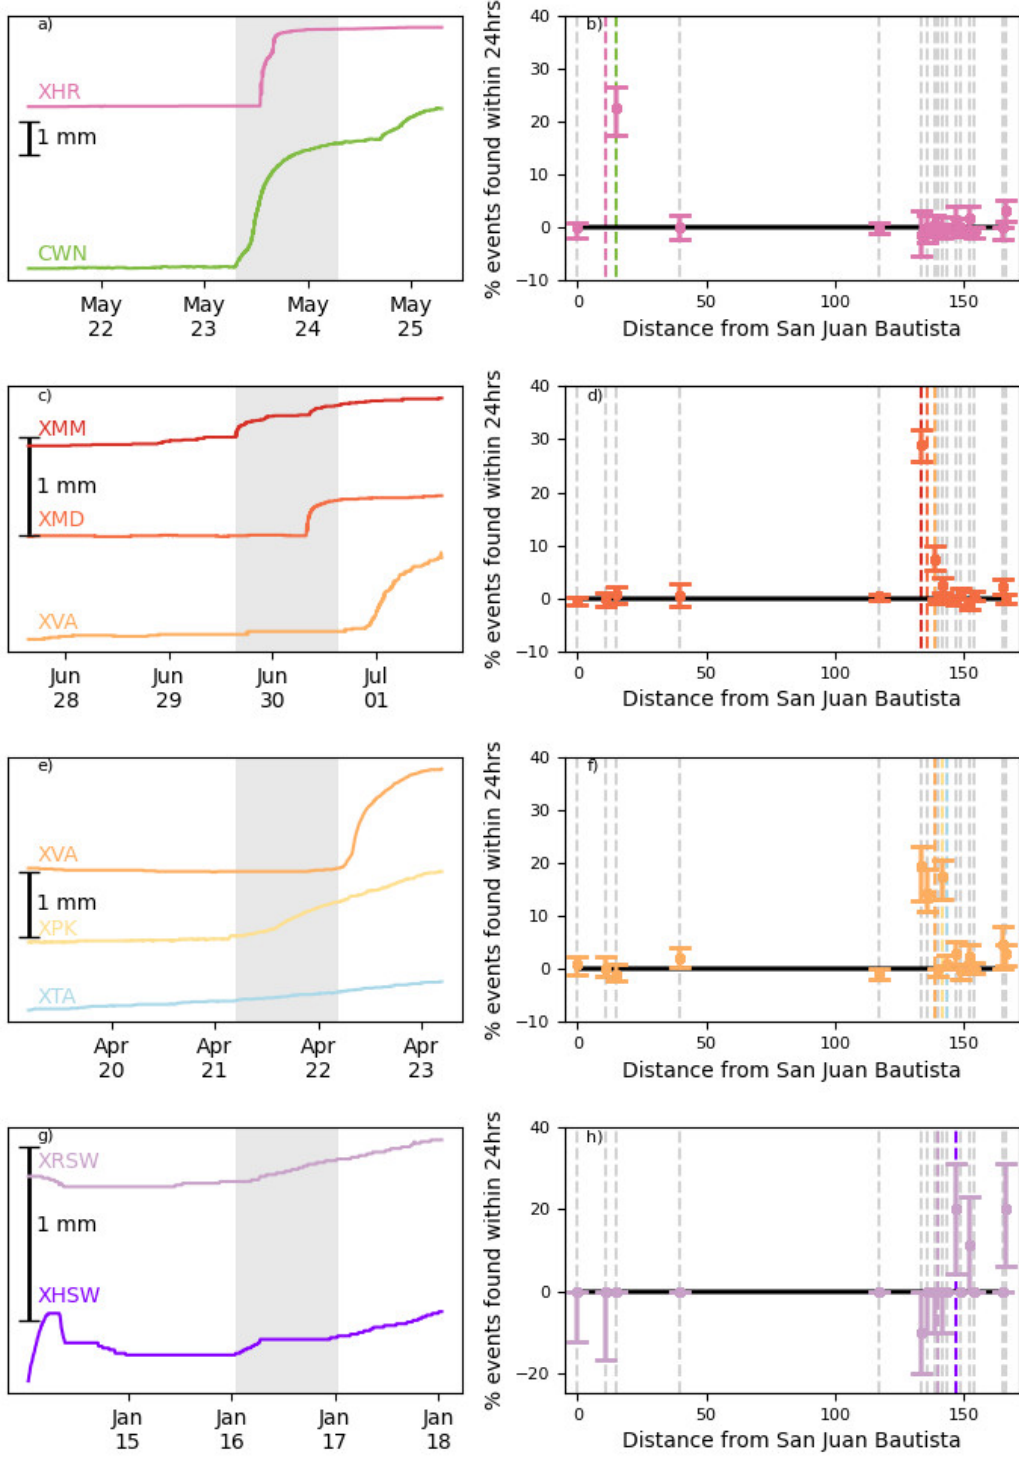 a)
XHR
1 mm
CWN
May 22
May 23
May 24
May 25
b)
% events found within 24hrs
40
30
20
10
0
−10
0 50 100 150
Distance from San Juan Bautista
c)
XMM
1 mm
XMD
XVA
Jun 28
Jun 29
Jun 30
Jul 01
d)
% events found within 24hrs
40
30
20
10
0
−10
0 50 100 150
Distance from San Juan Bautista
e)
XVA
1 mm
XPK
XTA
Apr 20
Apr 21
Apr 22
Apr 23
f)
% events found within 24hrs
40
30
20
10
0
−10
0 50 100 150
Distance from San Juan Bautista
g)
XRSW
1 mm
XHSW
Jan 15
Jan 16
Jan 17
Jan 18
h)
% events found within 24hrs
40
20
0
−20
0 50 100 150
Distance from San Juan Bautista